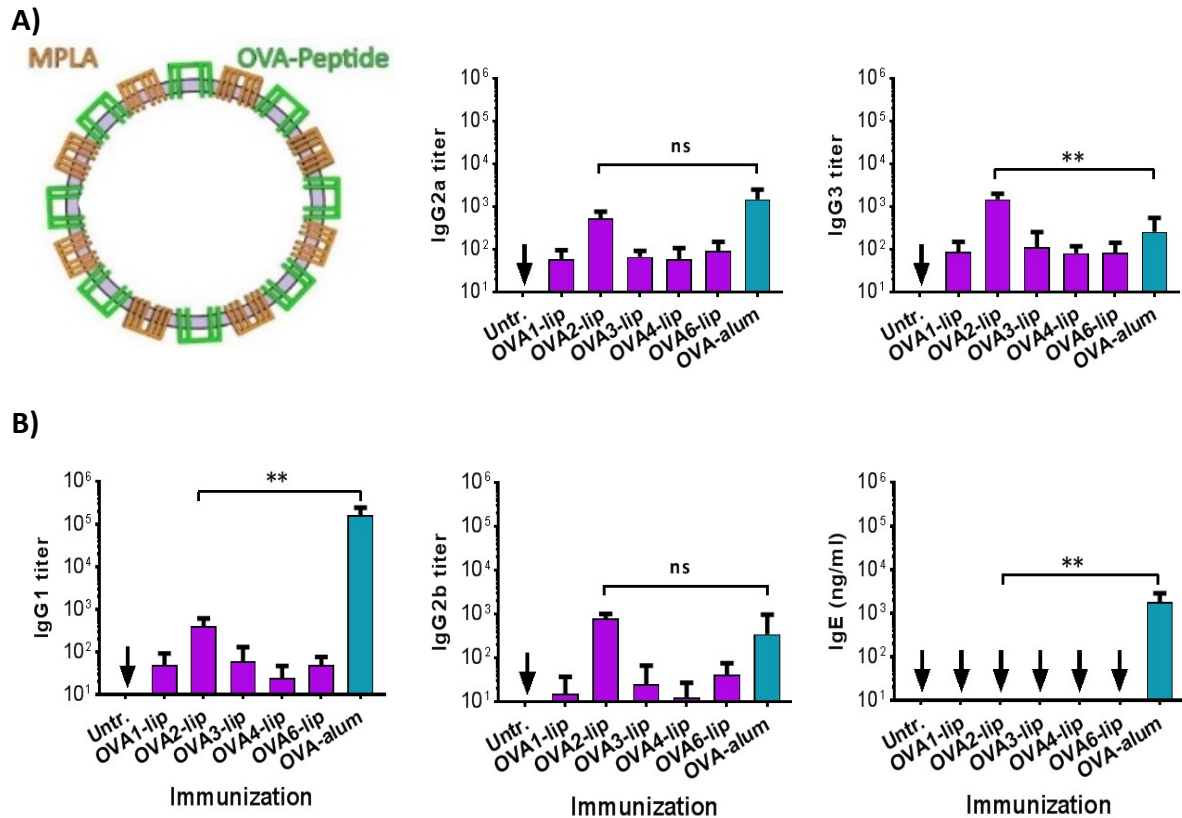 A)
MPLA OVA-Peptide
IgG2a titer
10⁶
10⁵
10⁴
10³
10²
10¹
ns
Untr.
OVA1-lip
OVA2-lip
OVA3-lip
OVA4-lip
OVA6-lip
OVA-alum
IgG3 titer
10⁶
10⁵
10⁴
10³
10²
10¹
**
Untr.
OVA1-lip
OVA2-lip
OVA3-lip
OVA4-lip
OVA6-lip
OVA-alum
B)
IgG1 titer
10⁶
10⁵
10⁴
10³
10²
10¹
**
Untr.
OVA1-lip
OVA2-lip
OVA3-lip
OVA4-lip
OVA6-lip
OVA-alum
Immunization
IgG2b titer
10⁶
10⁵
10⁴
10³
10²
10¹
ns
Untr.
OVA1-lip
OVA2-lip
OVA3-lip
OVA4-lip
OVA6-lip
OVA-alum
Immunization
IgE (ng/ml)
10⁶
10⁵
10⁴
10³
10²
10¹
**
Untr.
OVA1-lip
OVA2-lip
OVA3-lip
OVA4-lip
OVA6-lip
OVA-alum
Immunization